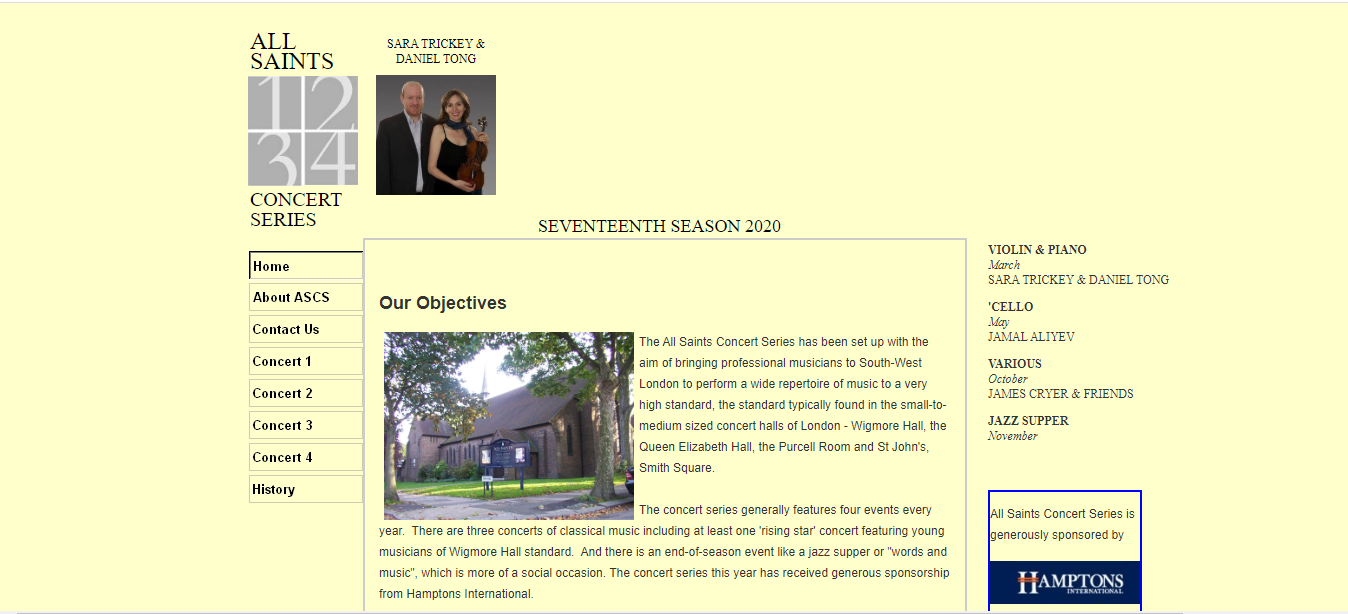 ALL
SAINTS
1 2
3 4
CONCERT
SERIES
SARA TRICKEY &
DANIEL TONG
SEVENTEENTH SEASON 2020
Home
About ASCS
Contact Us
Concert 1
Concert 2
Concert 3
Concert 4
History
Our Objectives
The All Saints Concert Series has been set up with the
aim of bringing professional musicians to South-West
London to perform a wide repertoire of music to a very
high standard, the standard typically found in the small-to-
medium sized concert halls of London - Wigmore Hall, the
Queen Elizabeth Hall, the Purcell Room and St John's,
Smith Square.
The concert series generally features four events every
year.  There are three concerts of classical music including at least one 'rising star' concert featuring young
musicians of Wigmore Hall standard.  And there is an end-of-season event like a jazz supper or "words and
music", which is more of a social occasion. The concert series this year has received generous sponsorship
from Hamptons International.
VIOLIN & PIANO
March
SARA TRICKEY & DANIEL TONG
'CELLO
May
JAMAL ALIYEV
VARIOUS
October
JAMES CRYER & FRIENDS
JAZZ SUPPER
November
All Saints Concert Series is
generously sponsored by
HAMPTONS
INTERNATIONAL